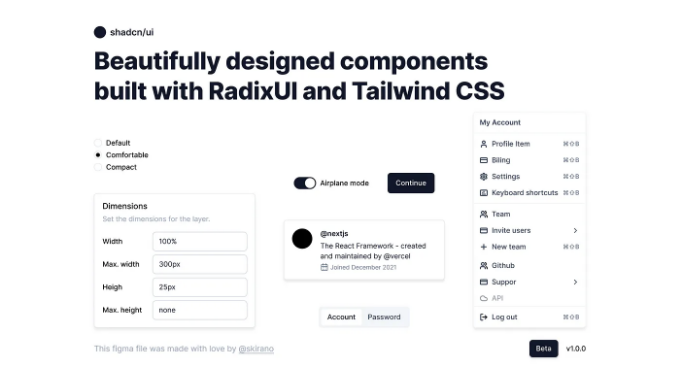 shadcn/ui
Beautifully designed components
built with RadixUI and Tailwind CSS
Default
Comfortable
Compact
Dimensions
Set the dimensions for the layer.
Width 100%
Max. width 300px
Heigh 25px
Max. height none
Airplane mode
Continue
@nextjs
The React Framework - created
and maintained by @vercel
Joined December 2021
Account Password
My Account
Profile Item ⌘⇧B
Biling ⌘⇧B
Settings ⌘⇧B
Keyboard shortcuts ⌘⇧B
Team
Invite users
New team ⌘⇧B
Github
Suppor
API
Log out ⌘⇧B
This figma file was made with love by @skirano
Beta v1.0.0